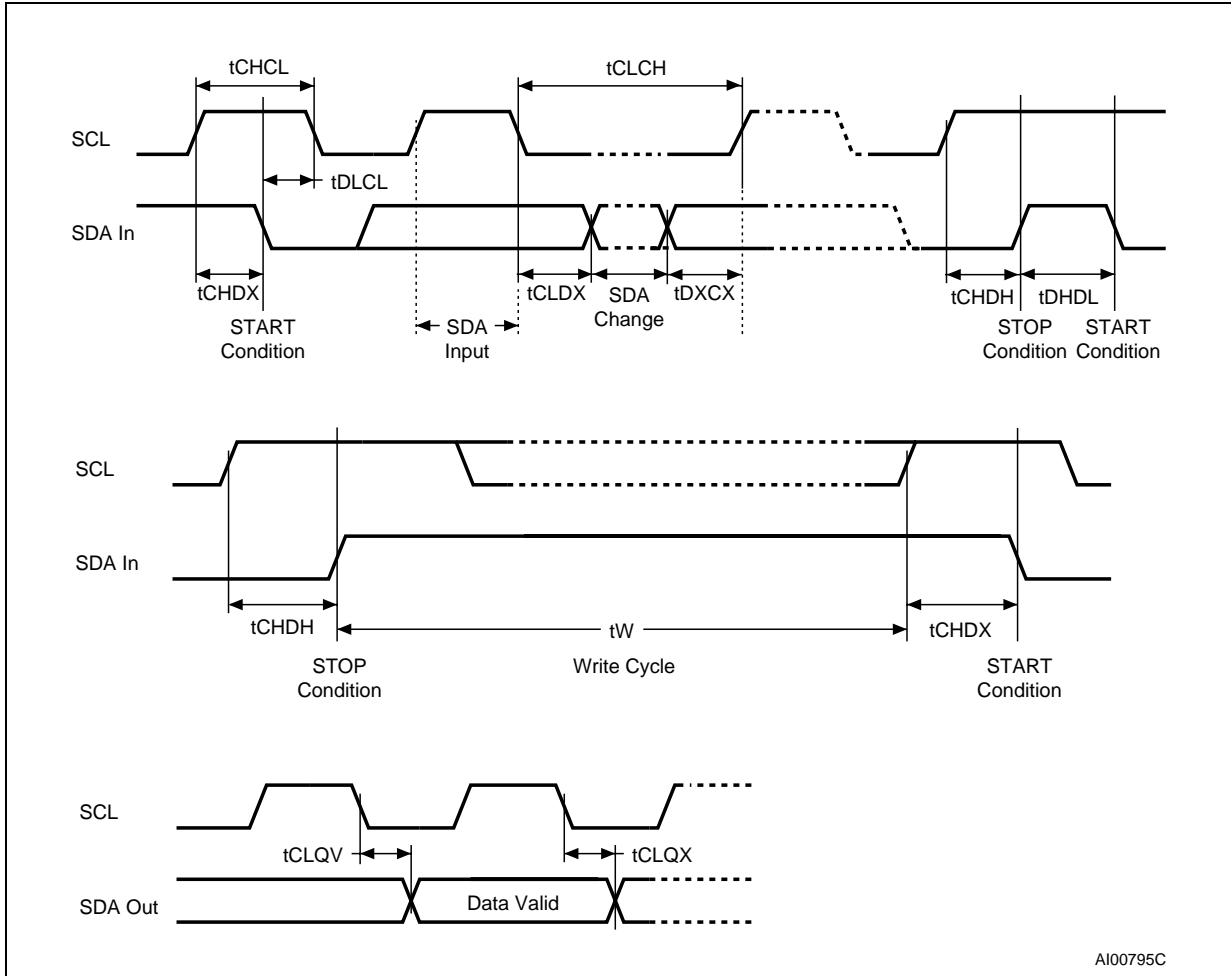 tCHCL
tCLCH
SCL
tDLCL
SDA In
tCHDX
tCLDX
SDA
Change
tDXCX
tCHDH
tDHDL
START
Condition
SDA
Input
STOP
Condition
START
Condition
SCL
SDA In
tCHDH
tW
tCHDX
STOP
Condition
Write Cycle
START
Condition
SCL
tCLQV
tCLQX
SDA Out
Data Valid
AI00795C